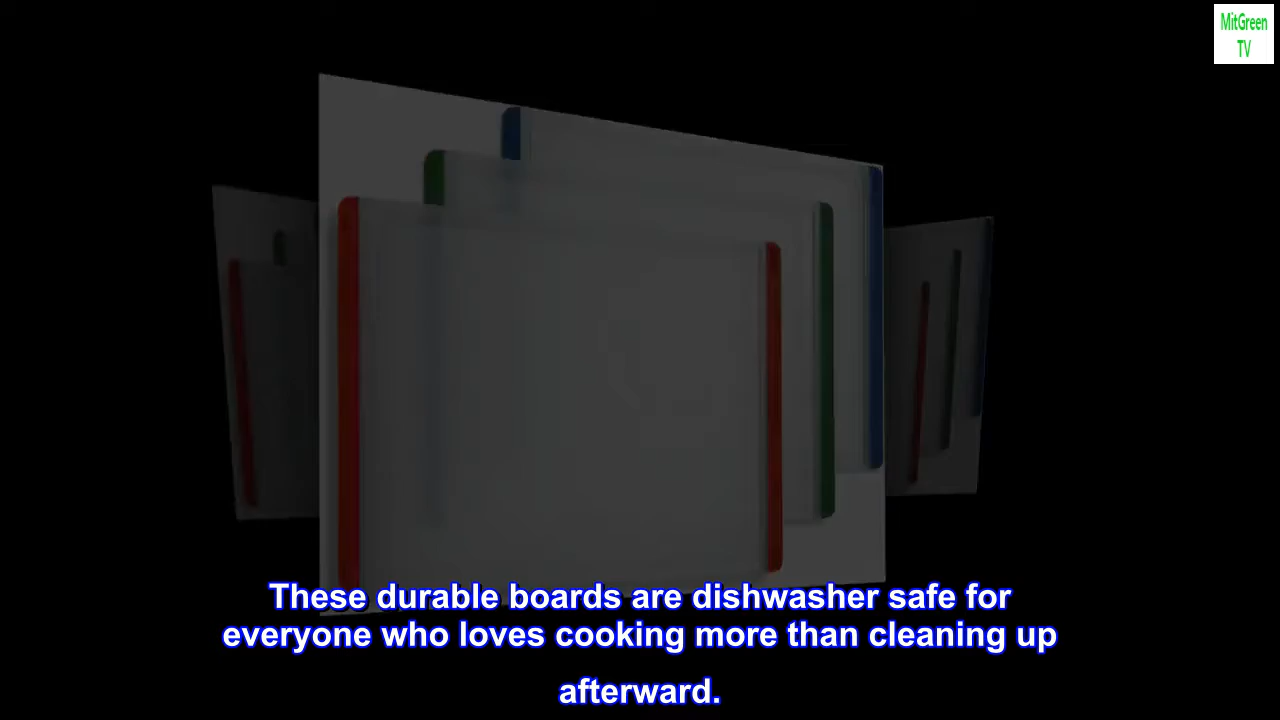 MitGreen
TV
These durable boards are dishwasher safe for
everyone who loves cooking more than cleaning up
afterward.